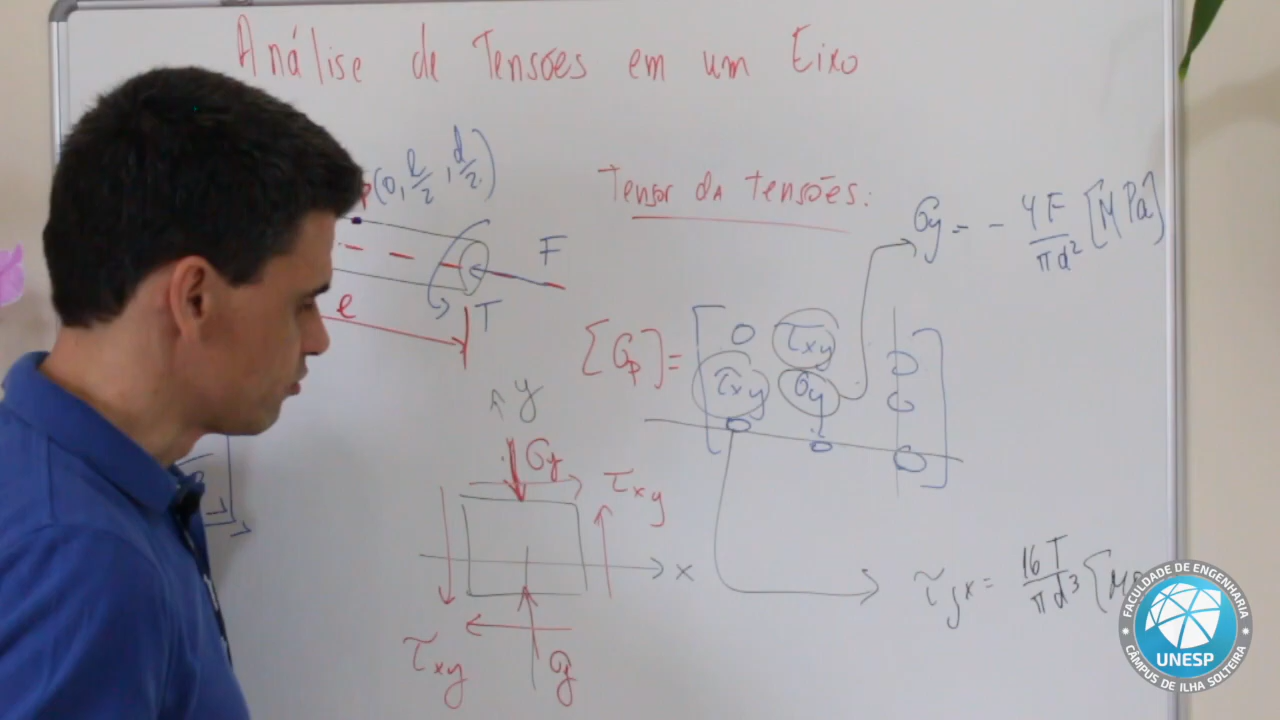 Análise de Tensões em um Eixo
P(0, l/2, d/2)
Tensor da tensões:
σy = - 4F/πd² [MPa]
F
T
l
[σp] = [0 τxy 0
τxy σy 0
0 0 0]
y
σy
τxy
x
τxy
σy
τyx = 16T/πd³ [MP
FACULDADE DE ENGENHARIA
UNESP
CÂMPUS DE ILHA SOLTEIRA